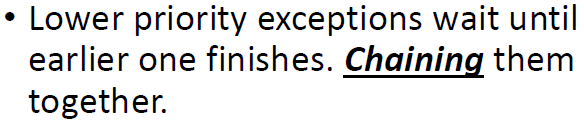 • Lower priority exceptions wait until
earlier one finishes. Chaining them
together.